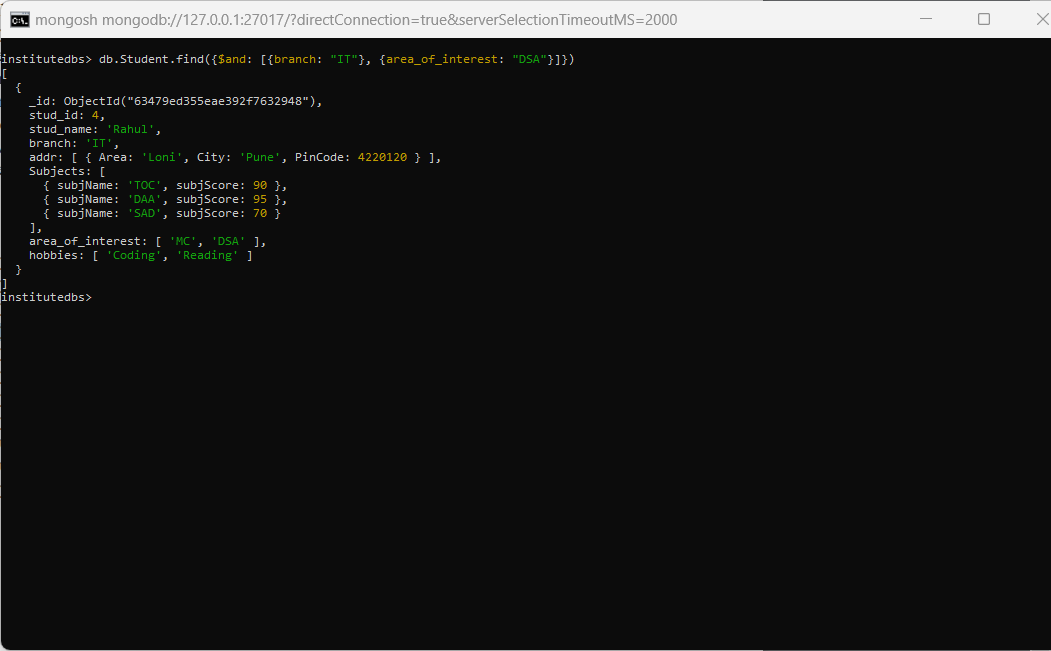 mongosh mongodb://127.0.0.1:27017/?directConnection=true&serverSelectionTimeoutMS=2000
institutedbs> db.Student.find({$and: [{branch: "IT"}, {area_of_interest: "DSA"}]})
[
  {
    _id: ObjectId("63479ed355eae392f7632948"),
    stud_id: 4,
    stud_name: 'Rahul',
    branch: 'IT',
    addr: [ { Area: 'Loni', City: 'Pune', PinCode: 4220120 } ],
    Subjects: [
      { subjName: 'TOC', subjScore: 90 },
      { subjName: 'DAA', subjScore: 95 },
      { subjName: 'SAD', subjScore: 70 }
    ],
    area_of_interest: [ 'MC', 'DSA' ],
    hobbies: [ 'Coding', 'Reading' ]
  }
]
institutedbs>